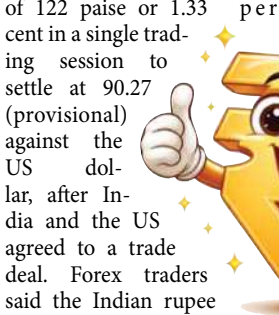 of 122 paise or 1.33 per
cent in a single trad-
ing session to
settle at 90.27
(provisional)
against the
US dol-
lar, after In-
dia and the US
agreed to a trade
deal. Forex traders
said the Indian rupee